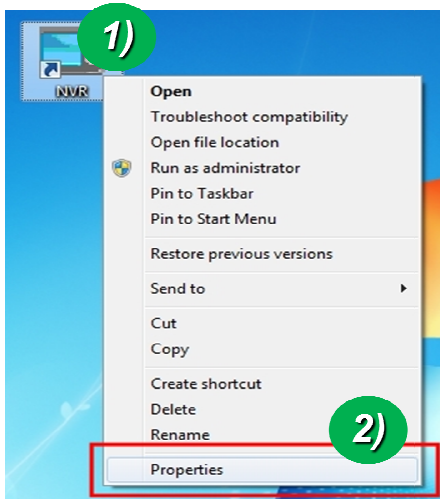 1)
NVR
Open
Troubleshoot compatibility
Open file location
Run as administrator
Pin to Taskbar
Pin to Start Menu
Restore previous versions
Send to
Cut
Copy
Create shortcut
Delete
Rename
2)
Properties